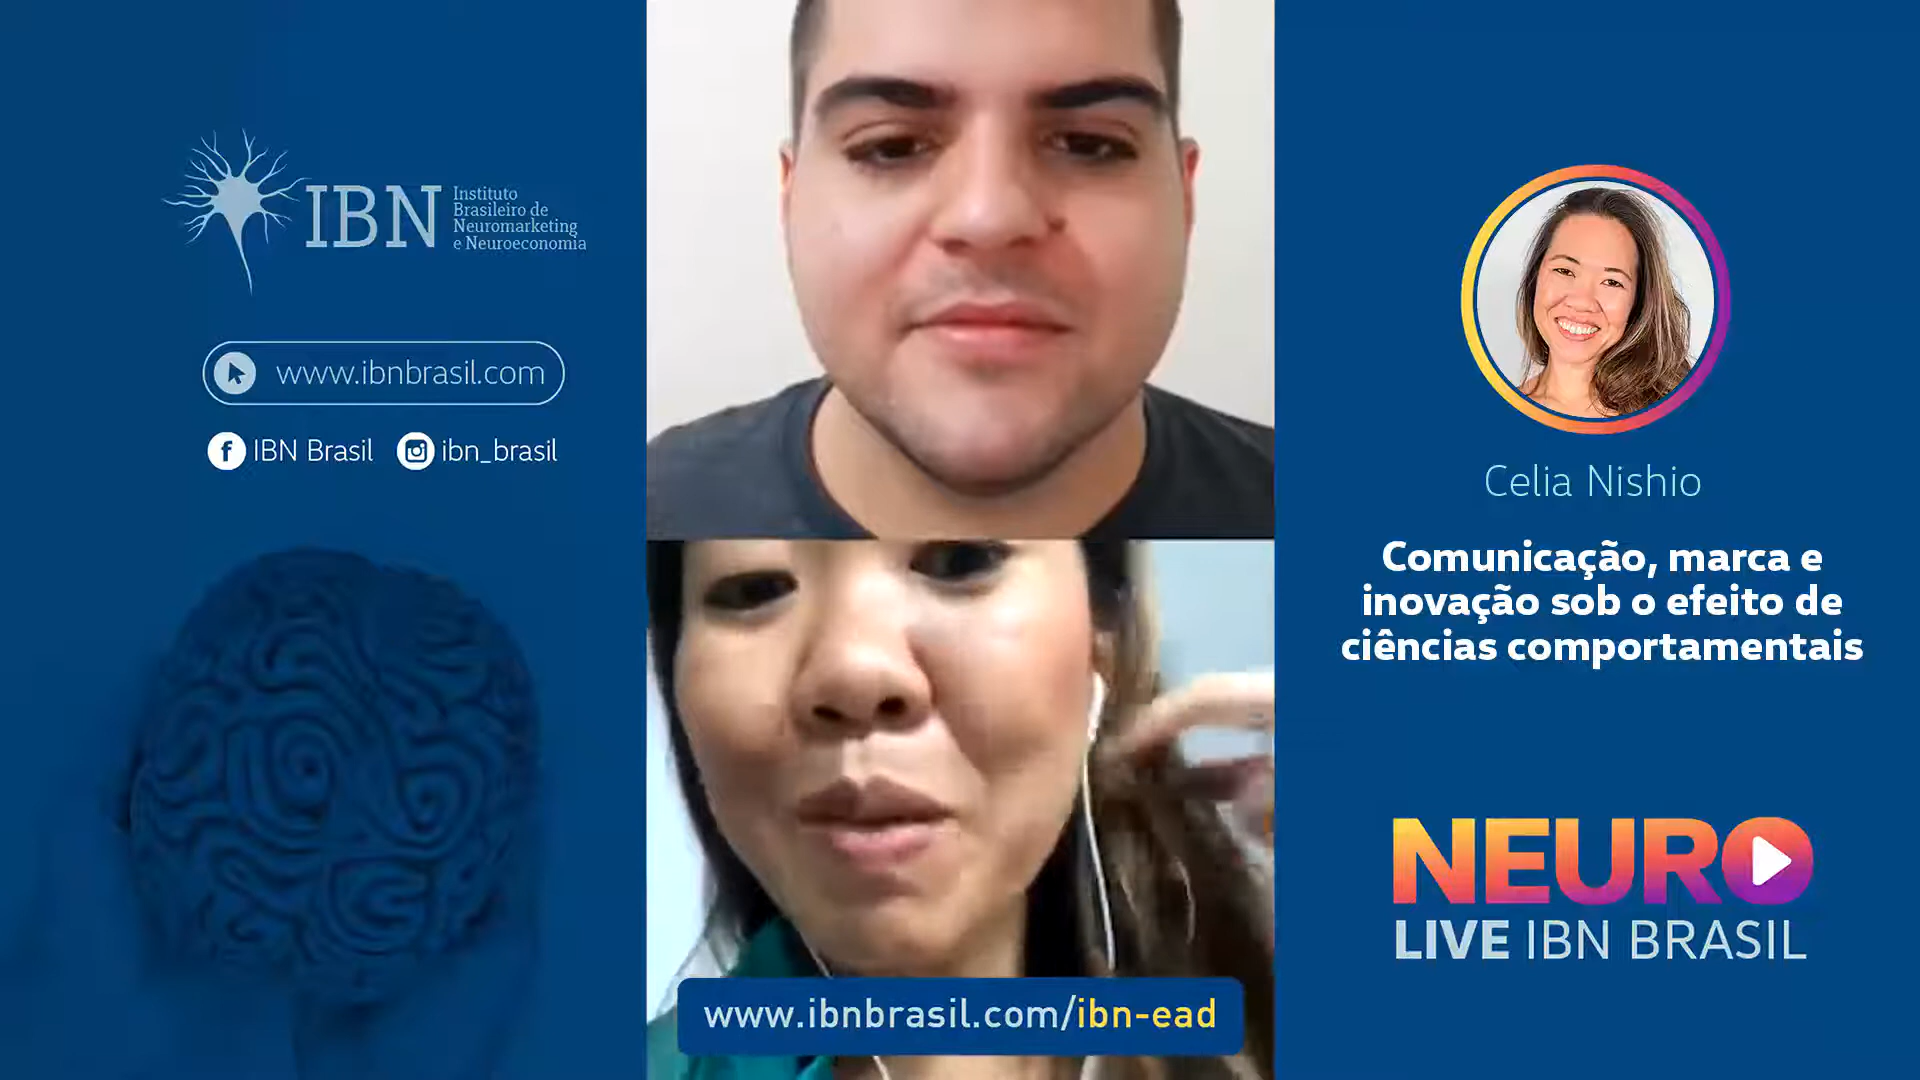 IBN
Instituto
Brasileiro de
Neuromarketing
e Neuroeconomia
www.ibnbrasil.com
f IBN Brasil ibn_brasil
www.ibnbrasil.com/ibn-ead
Celia Nishio
Comunicação, marca e
inovação sob o efeito de
ciências comportamentais
NEURO
LIVE IBN BRASIL